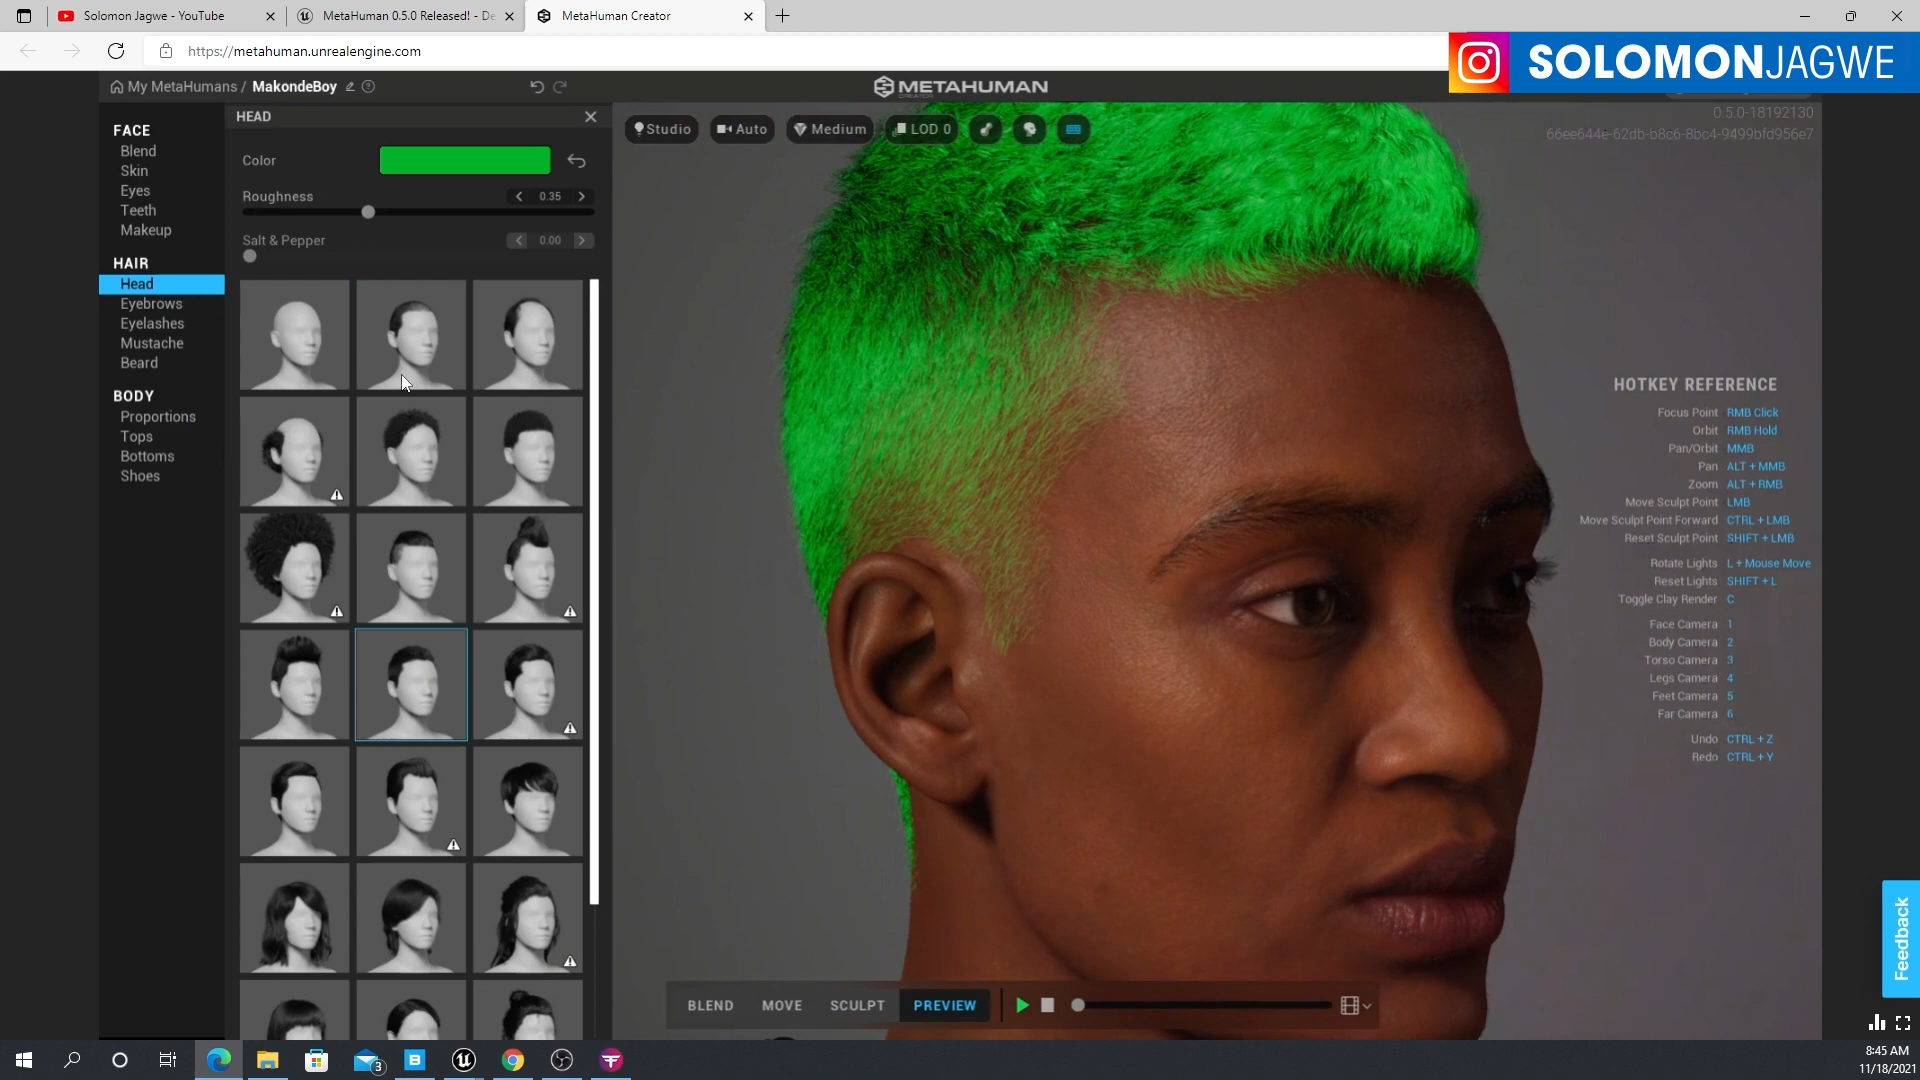 Solomon Jagwe - YouTube
MetaHuman 0.5.0 Released! - De
MetaHuman Creator
https://metahuman.unrealengine.com
SOLOMONJAGWE
My MetaHumans / MakondeBoy
METAHUMAN
CREATOR
0.5.0-18192130
66ee644e-62db-b8c6-8bc4-9499bfd956e7
FACE
Blend
Skin
Eyes
Teeth
Makeup
HAIR
Head
Eyebrows
Eyelashes
Mustache
Beard
BODY
Proportions
Tops
Bottoms
Shoes
HEAD
Color
Roughness
0.35
Salt & Pepper
0.00
Studio
Auto
Medium
LOD 0
HOTKEY REFERENCE
Focus Point RMB Click
Orbit RMB Hold
Pan/Orbit MMB
Pan ALT + MMB
Zoom ALT + RMB
Move Sculpt Point LMB
Move Sculpt Point Forward CTRL + LMB
Reset Sculpt Point SHIFT + LMB
Rotate Lights L + Mouse Move
Reset Lights SHIFT + L
Toggle Clay Render C
Face Camera 1
Body Camera 2
Torso Camera 3
Legs Camera 4
Feet Camera 5
Far Camera 6
Undo CTRL + Z
Redo CTRL + Y
Feedback
BLEND
MOVE
SCULPT
PREVIEW
3
B
8:45 AM
11/18/2021